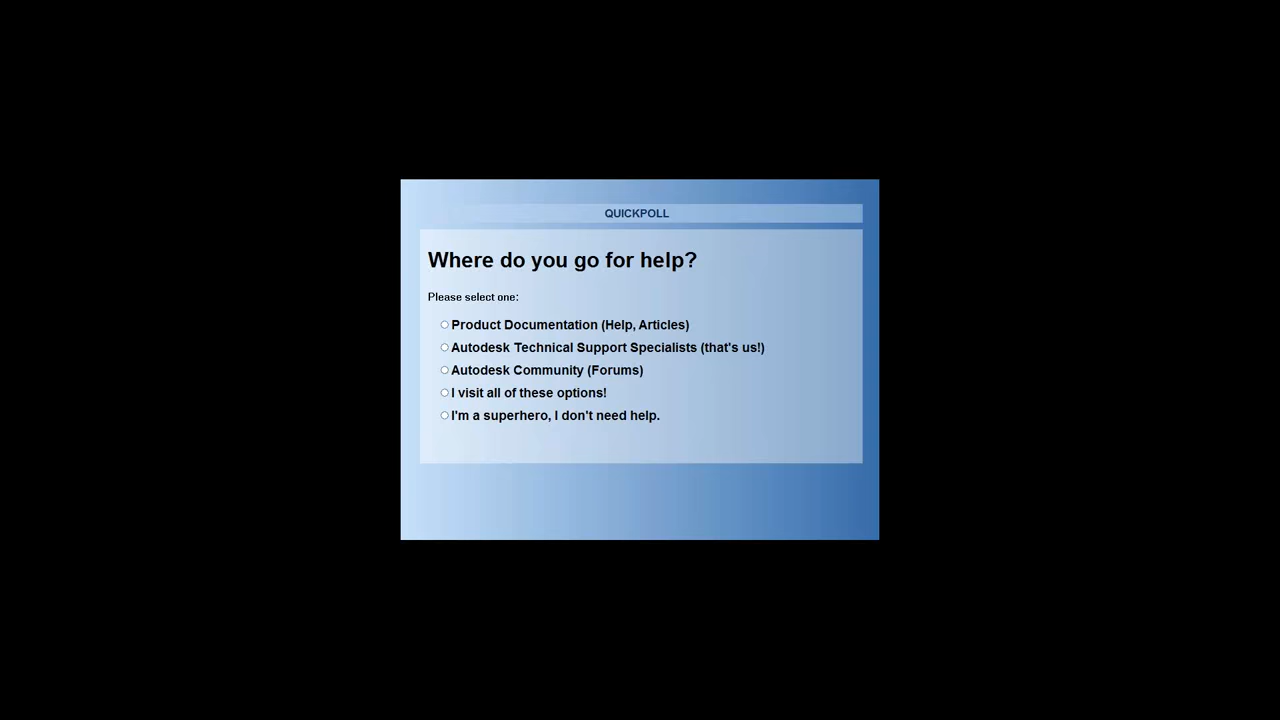 QUICKPOLL
Where do you go for help?
Please select one:
Product Documentation (Help, Articles)
Autodesk Technical Support Specialists (that's us!)
Autodesk Community (Forums)
I visit all of these options!
I'm a superhero, I don't need help.